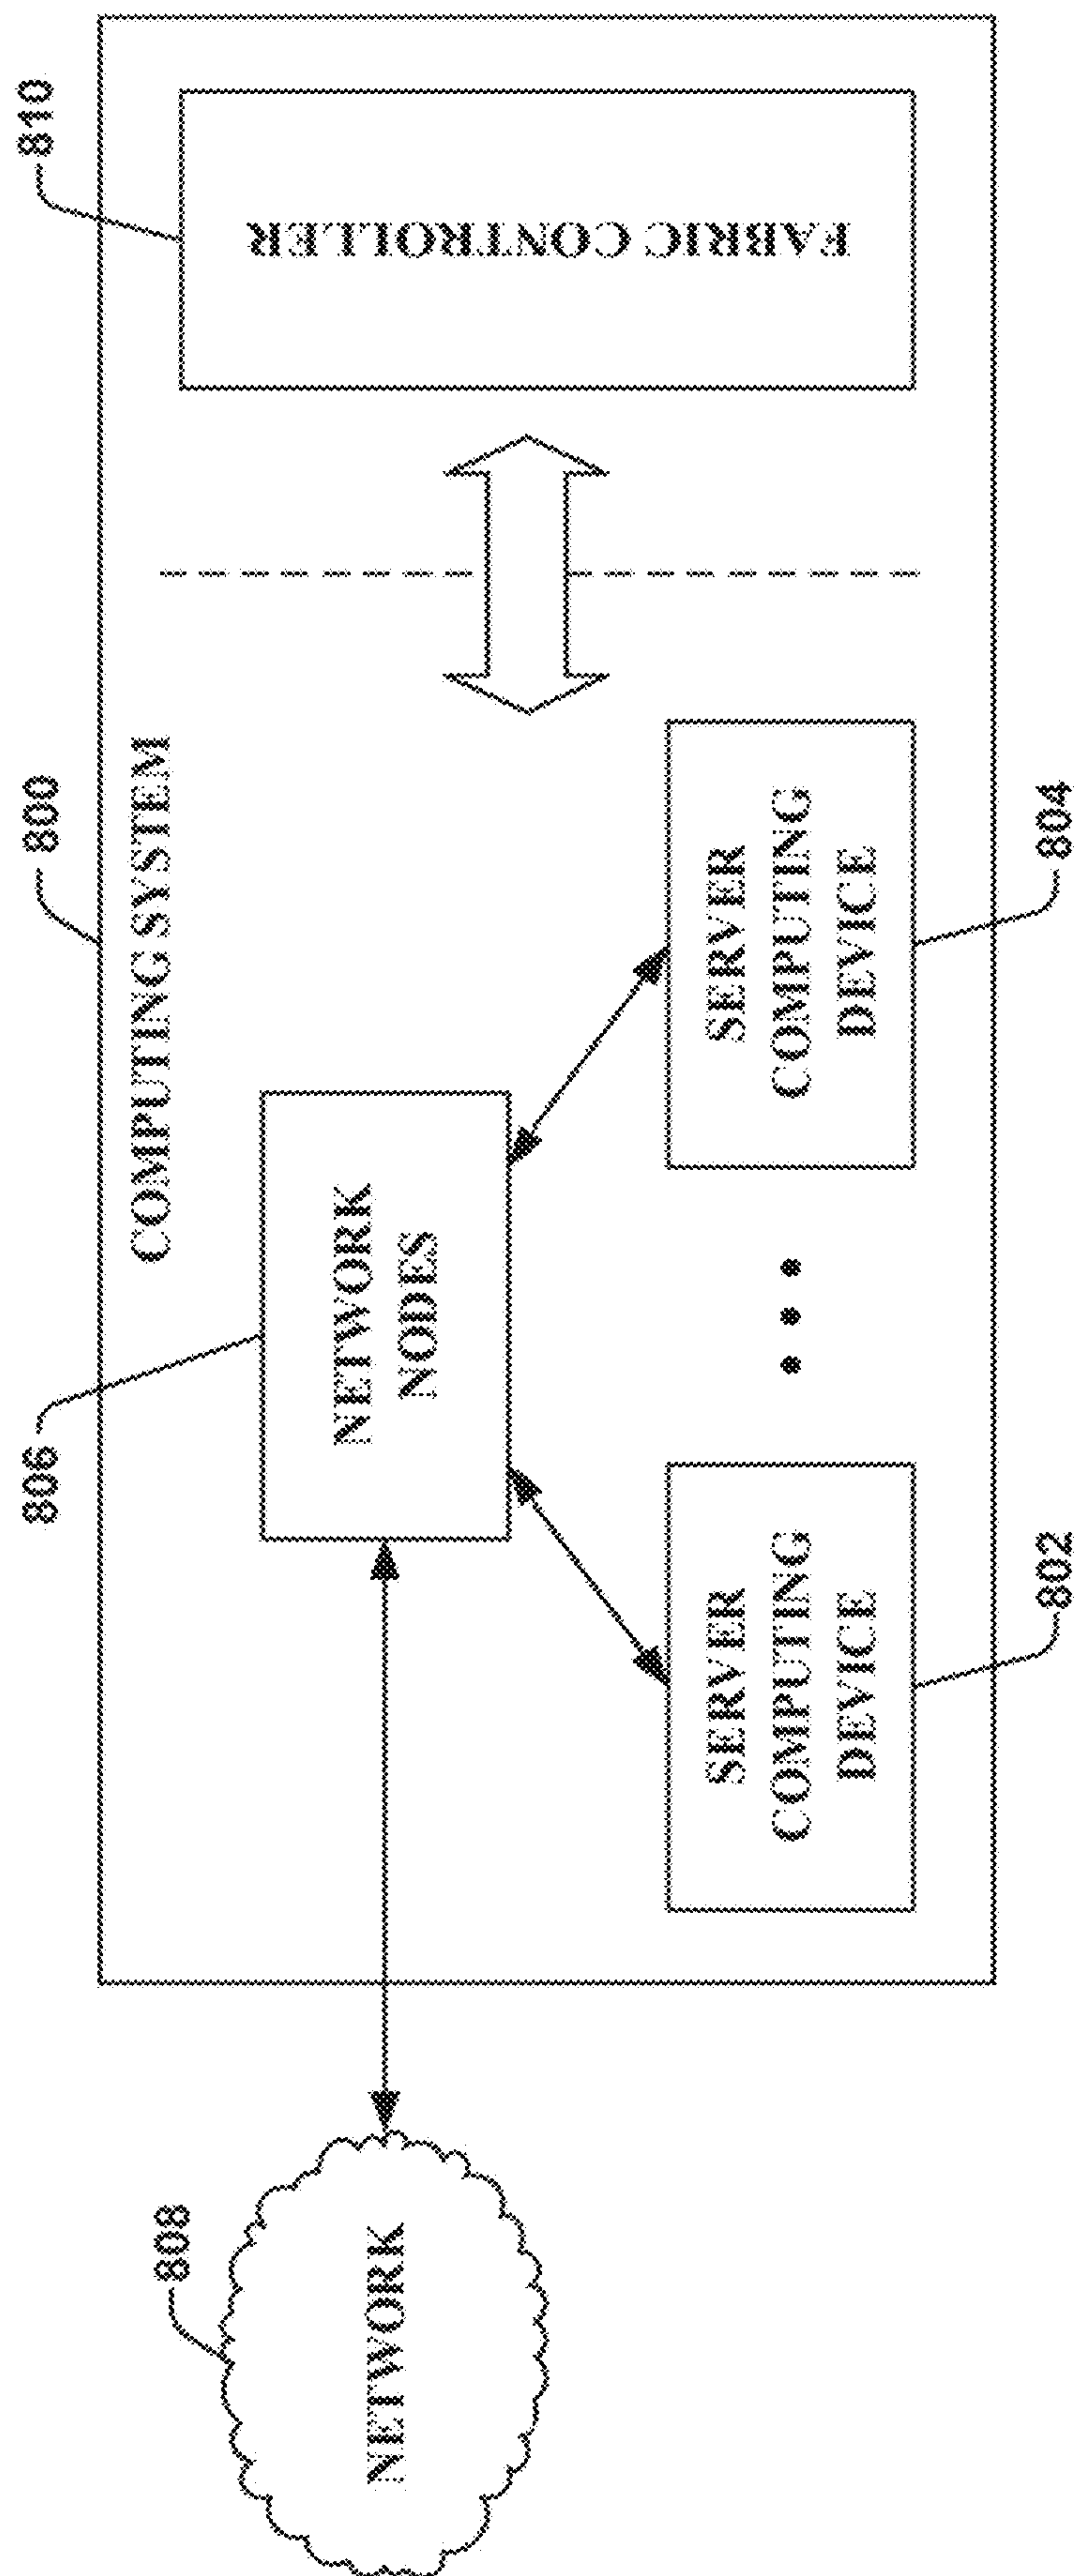 800
COMPUTING SYSTEM
810
FABRIC CONTROLLER
806
NETWORK
NODES
808
NETWORK
SERVER
COMPUTING
DEVICE
802
SERVER
COMPUTING
DEVICE
804